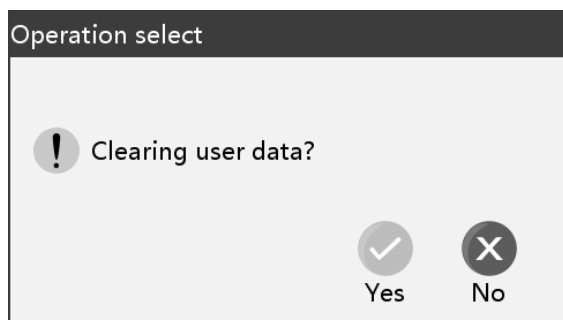 Operation select
! Clearing user data?
Yes No